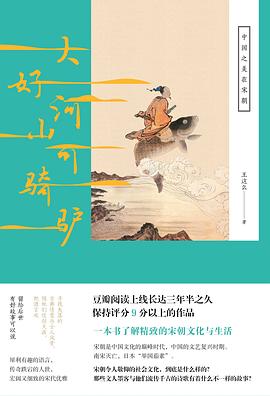 大好河山可骑驴
中国之美在宋朝
王这么
著
豆瓣阅读上线长达三年半之久
保持评分9分以上的作品
一本书了解精致的宋朝文化与生活
宋朝是中国文化的巅峰时代，中国的文艺复兴时期。
南宋灭亡，日本“举国茹素”。
宋朝令人敬仰的社会文化，到底是什么样的？
那些文人墨客与他们流传千古的诗歌有着什么不一样的故事？
留给后世
有好故事可以说
犀利有趣的语言，
传奇跌宕的人世，
宏阔又细致的宋代优雅